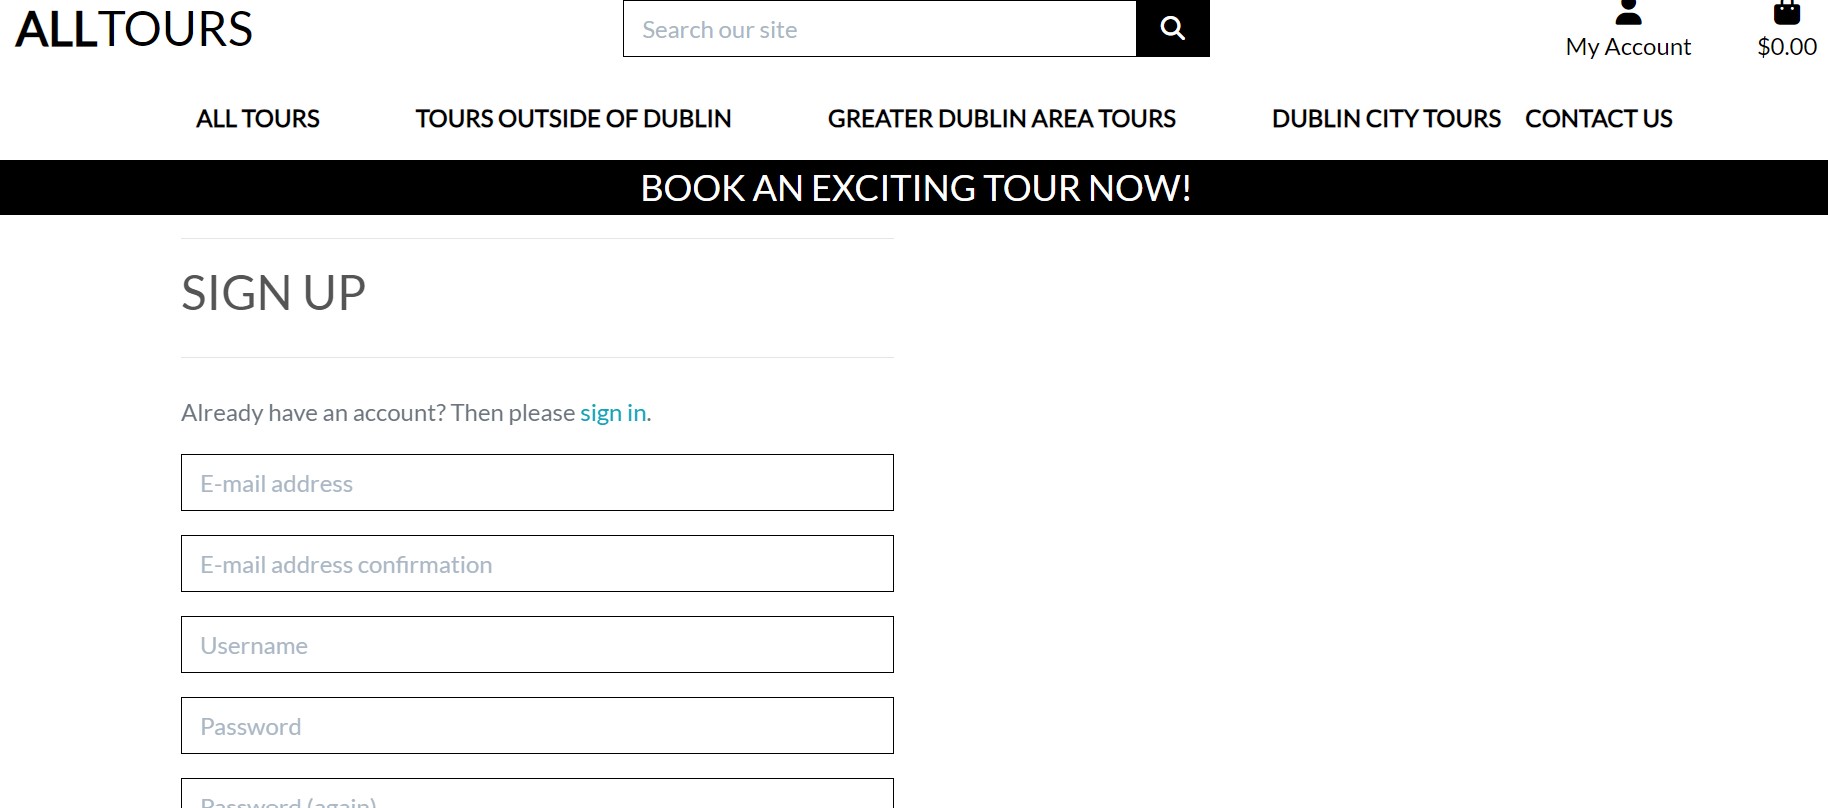 ALLTOURS
Search our site
My Account
$0.00
ALL TOURS
TOURS OUTSIDE OF DUBLIN
GREATER DUBLIN AREA TOURS
DUBLIN CITY TOURS
CONTACT US
BOOK AN EXCITING TOUR NOW!
SIGN UP
Already have an account? Then please sign in.
E-mail address
E-mail address confirmation
Username
Password
Password (again)